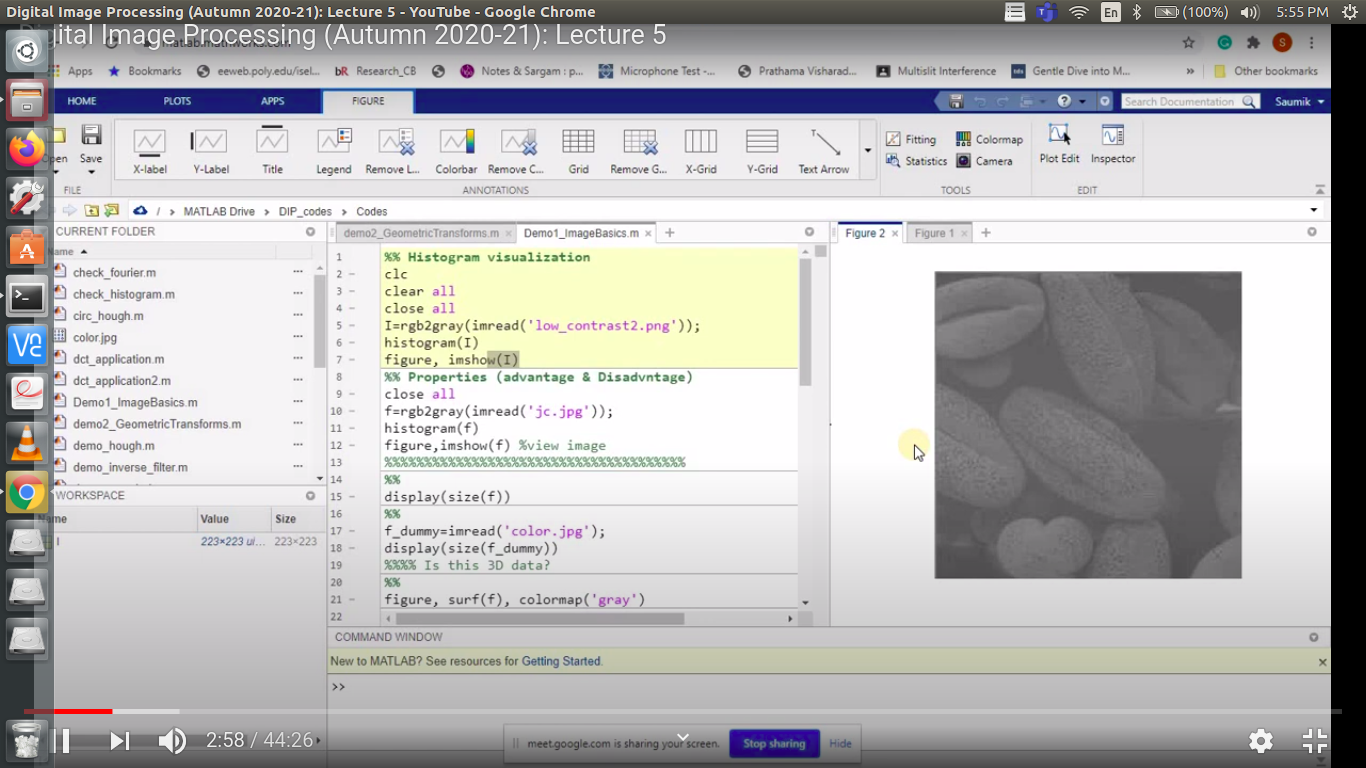 Digital Image Processing (Autumn 2020-21): Lecture 5 - YouTube - Google Chrome
En (100%) 5:55 PM
Digital Image Processing (Autumn 2020-21): Lecture 5
Apps Bookmarks eeweb.poly.edu/isel... bR Research_CB Notes & Sargam : p... Microphone Test -... Prathama Visharad... Multislit Interference Gentle Dive into M... » Other bookmarks
HOME PLOTS APPS FIGURE Search Documentation Saumik
Open Save X-label Y-Label Title Legend Remove L... Colorbar Remove C... Grid Remove G... X-Grid Y-Grid Text Arrow Fitting Colormap Statistics Camera Plot Edit Inspector
FILE ANNOTATIONS TOOLS EDIT
/ > MATLAB Drive > DIP_codes > Codes
CURRENT FOLDER
Name
check_fourier.m
check_histogram.m
circ_hough.m
color.jpg
dct_application.m
dct_application2.m
Demo1_ImageBasics.m
demo2_GeometricTransforms.m
demo_hough.m
demo_inverse_filter.m
WORKSPACE
Name Value Size
I 223×223 ui... 223×223
demo2_GeometricTransforms.m × Demo1_ImageBasics.m × +
1 %% Histogram visualization
2 - clc
3 - clear all
4 - close all
5 - I=rgb2gray(imread('low_contrast2.png'));
6 - histogram(I)
7 - figure, imshow(I)
8 %% Properties (advantage & Disadvntage)
9 - close all
10 - f=rgb2gray(imread('jc.jpg'));
11 - histogram(f)
12 - figure,imshow(f) %view image
13 %%%%%%%%%%%%%%%%%%%%%%%%%%%%%%%%%%%%%%
14 %%
15 - display(size(f))
16 %%
17 - f_dummy=imread('color.jpg');
18 - display(size(f_dummy))
19 %%%% Is this 3D data?
20 %%
21 - figure, surf(f), colormap('gray')
22
Figure 2 × Figure 1 × +
COMMAND WINDOW
New to MATLAB? See resources for Getting Started. ×
>>
2:58 / 44:26
meet.google.com is sharing your screen. Stop sharing Hide